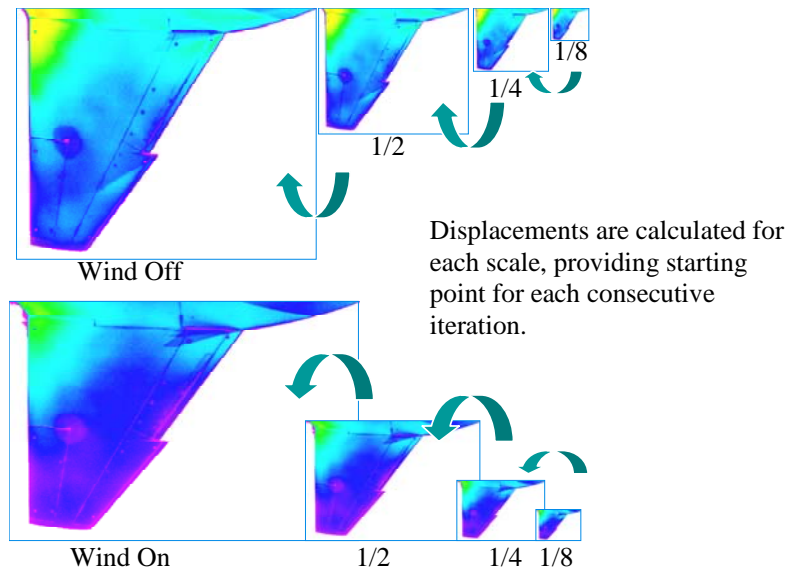 1/8
1/4
1/2
Wind Off
Displacements are calculated for
each scale, providing starting
point for each consecutive
iteration.
Wind On
1/2
1/4
1/8